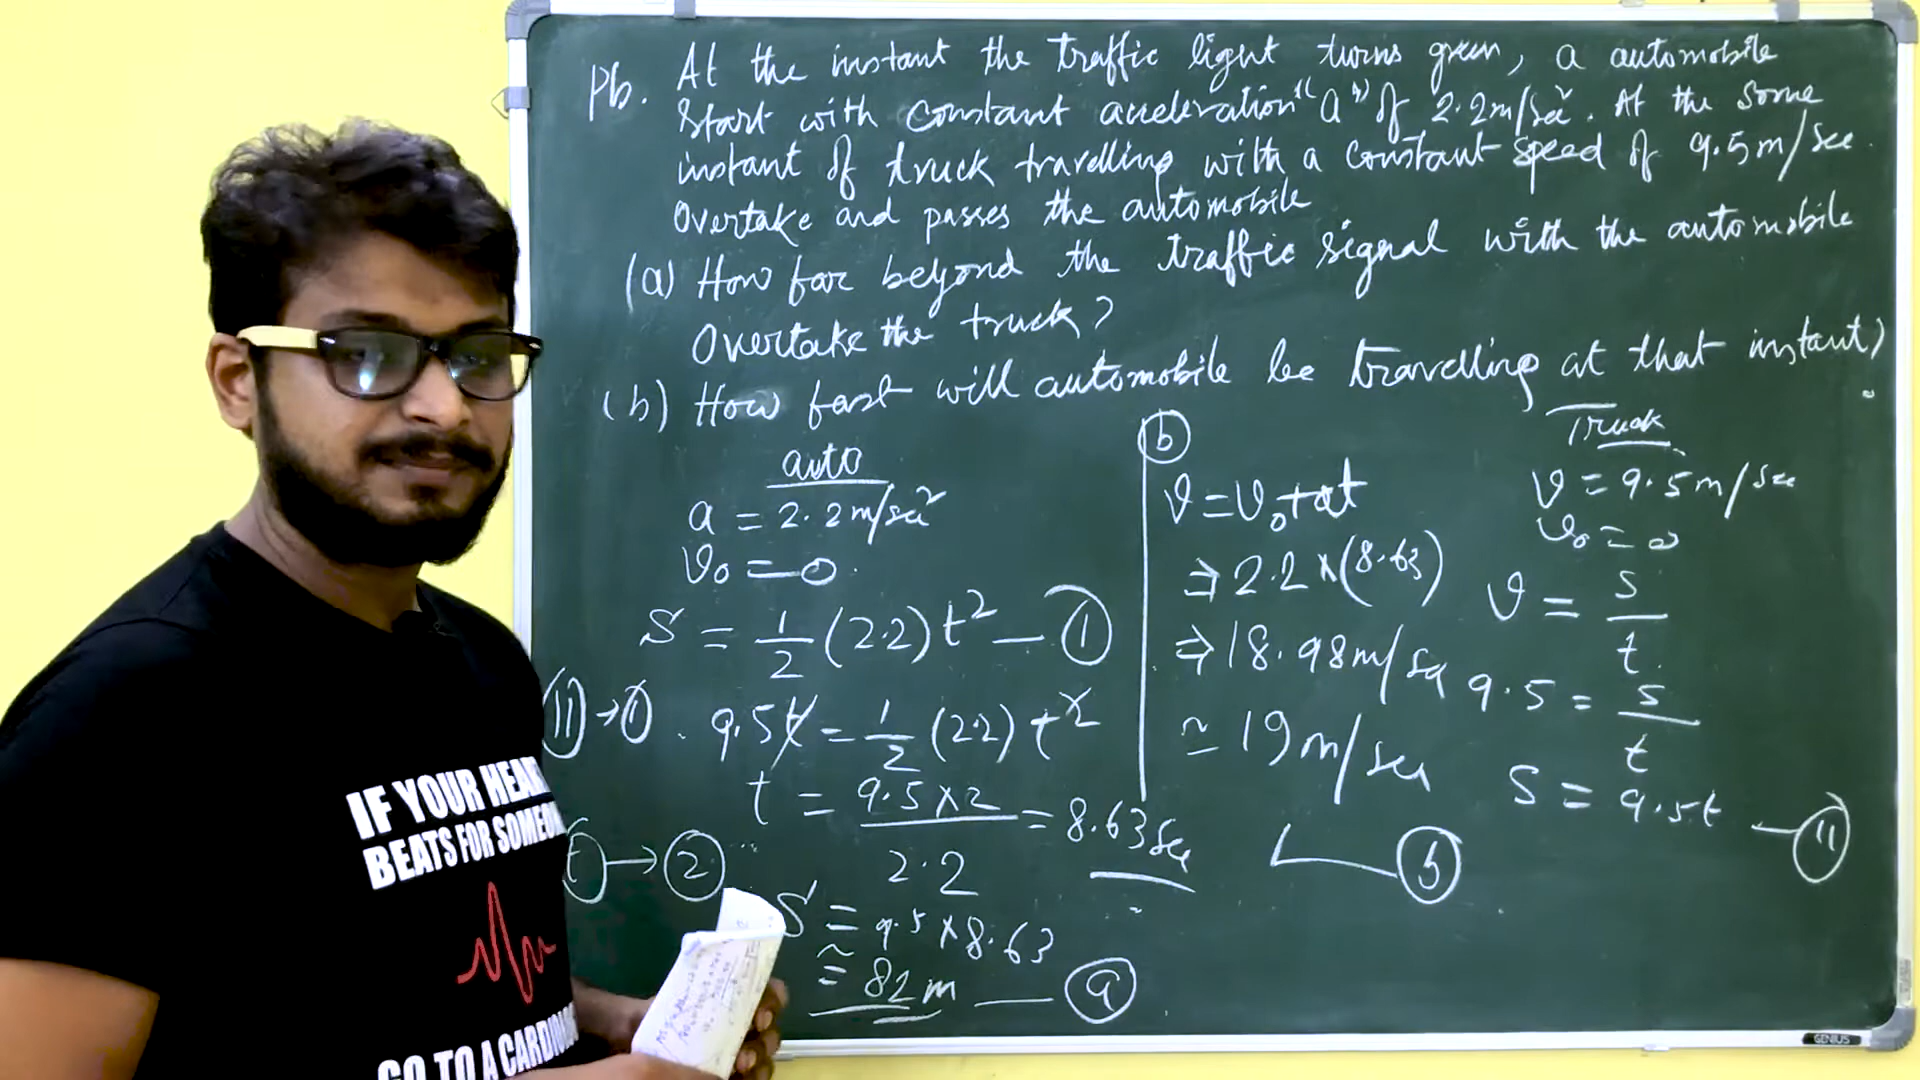 Pb. At the instant the traffic light turns green, a automobile
start with constant acceleration "a" of 2.2m/sec². At the same
instant of truck travelling with a constant speed of 9.5m/sec.
Overtake and passes the automobile
(a) How far beyond the traffic signal with the automobile
Overtake the truck?
(b) How fast will automobile be travelling at that instant)
auto
a = 2.2m/sec²
v₀ = 0
S = 1/2 (2.2) t² — ①
⑪ → ① . 9.5t = 1/2 (2.2) t²
t = 9.5×2 / 2.2 = 8.63sec
→ ②
S = 9.5×8.63
≅ 82m — ⓐ
ⓑ
v = v₀+at
⇒ 2.2×(8.63)
⇒ 18.98m/sec
≃ 19m/sec
ⓑ
Truck
v = 9.5m/sec
v₀ = 0
v = s/t
9.5 = s/t
S = 9.5t — ⑪
IF YOUR HEAR
BEATS FOR SOMEON
GO TO A CARDIO
GENIUS